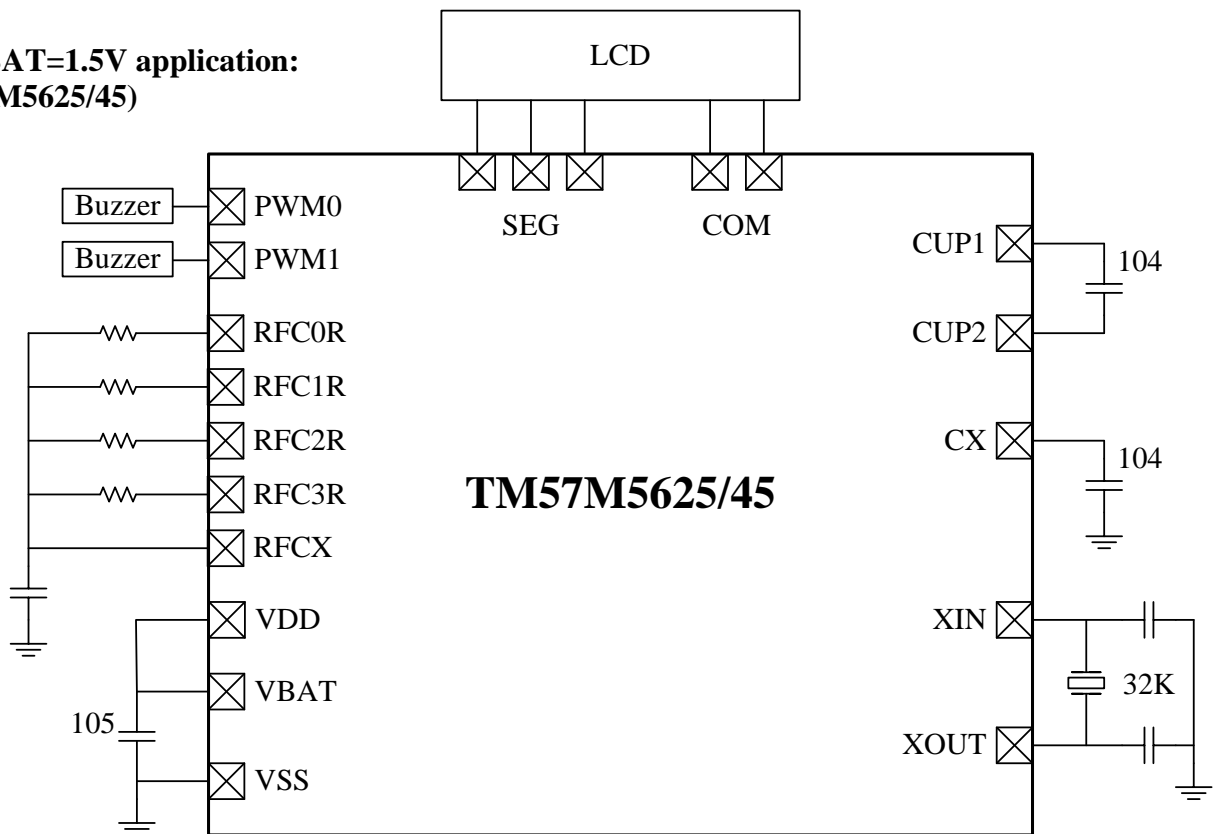 AT=1.5V application:
M5625/45)
LCD
SEG
COM
Buzzer
PWM0
Buzzer
PWM1
RFC0R
RFC1R
RFC2R
RFC3R
RFCX
VDD
VBAT
105
VSS
TM57M5625/45
CUP1
104
CUP2
CX
104
XIN
32K
XOUT